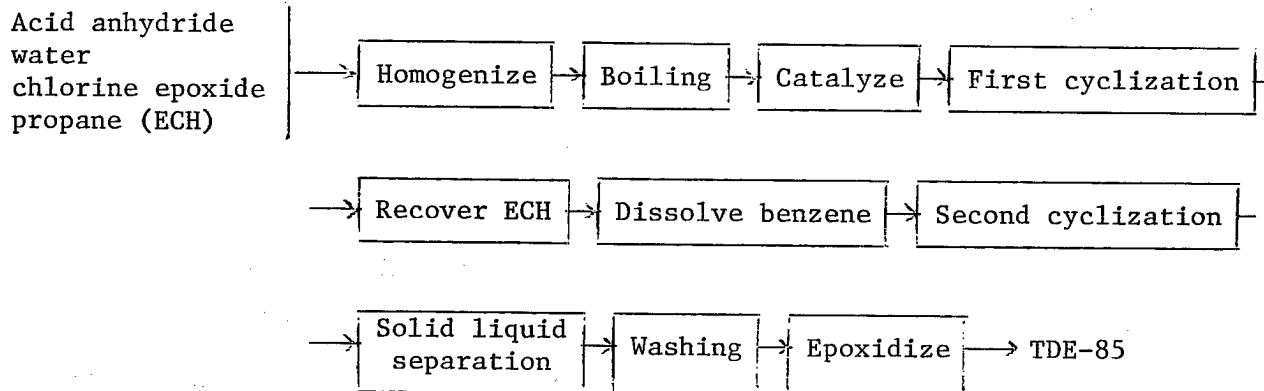 Acid anhydride
water
chlorine epoxide
propane (ECH)
Homogenize
Boiling
Catalyze
First cyclization
Recover ECH
Dissolve benzene
Second cyclization
Solid liquid
separation
Washing
Epoxidize
TDE-85